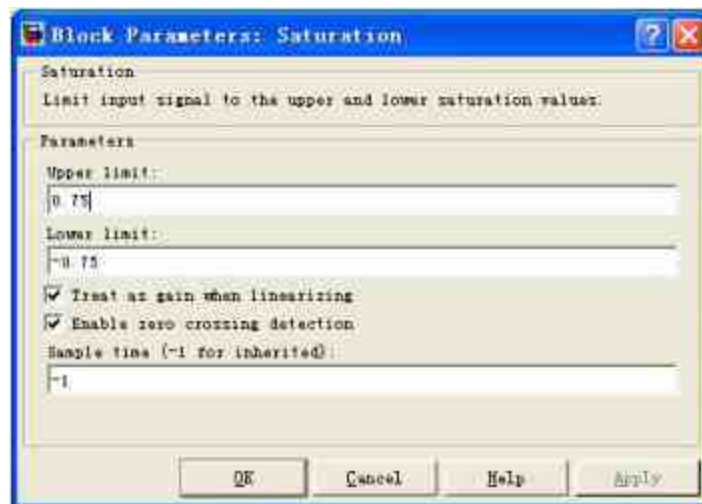 Block Parameters: Saturation
Saturation
Limit input signal to the upper and lower saturation values.
Parameters
Upper limit:
0.75
Lower limit:
-0.75
Treat as gain when linearizing
Enable zero crossing detection
Sample time (-1 for inherited):
-1
OK Cancel Help Apply